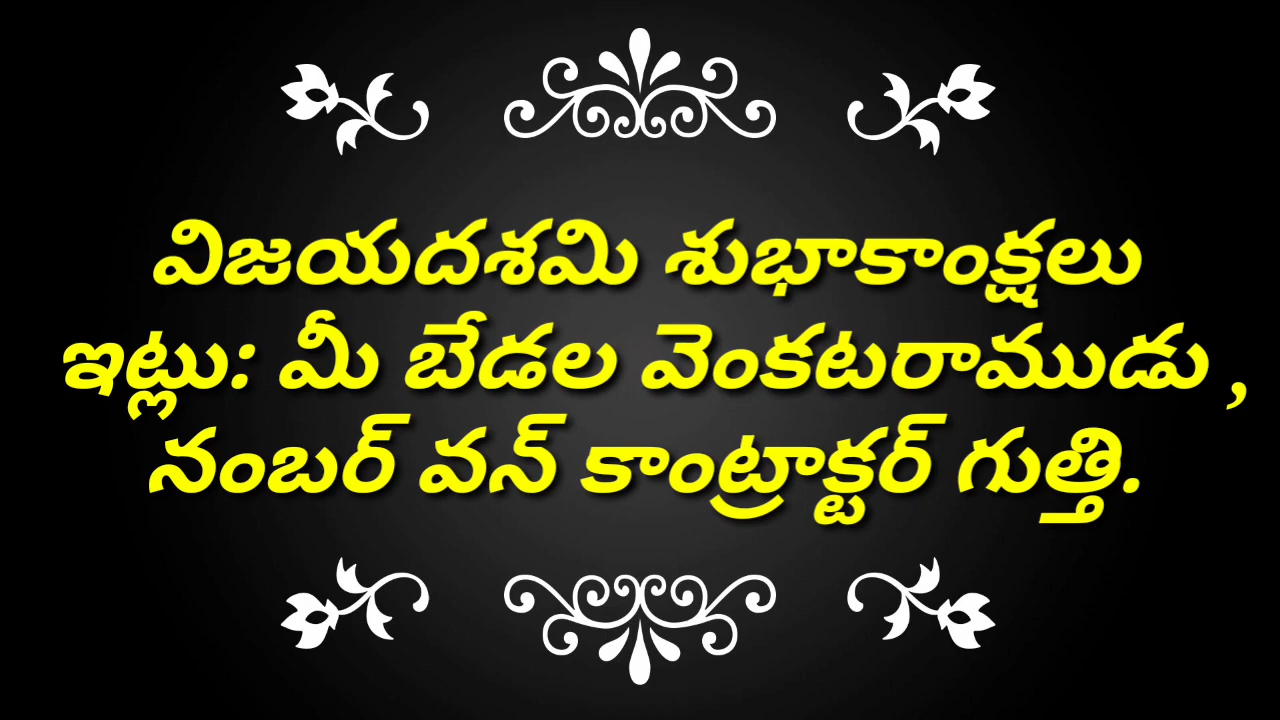 విజయదశమి శుభాకాంక్షలు
ఇట్లు: మీ బేడల వెంకటరాముడు ,
నంబర్ వన్ కాంట్రాక్టర్ గుత్తి.